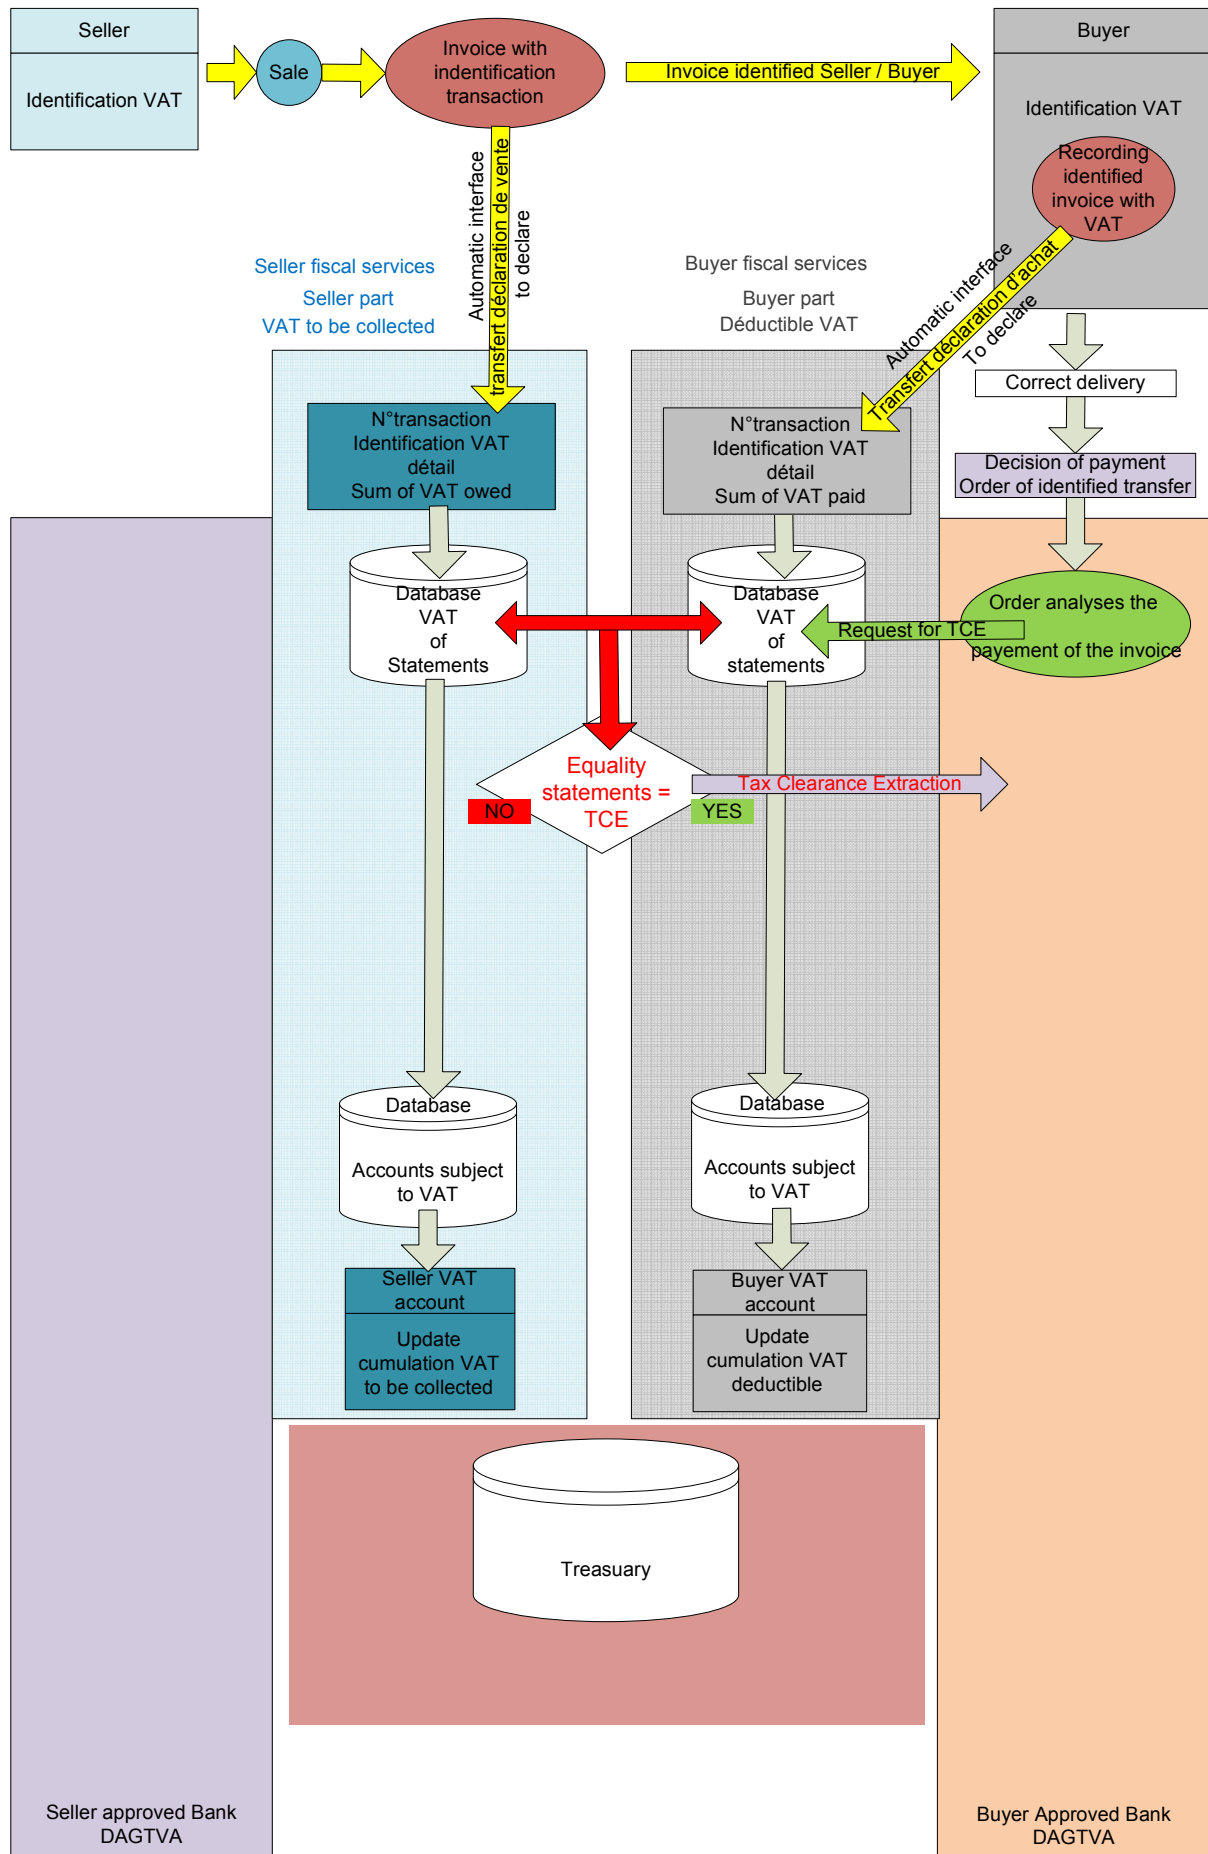 Seller
Identification VAT
Sale
Invoice with
indentification
transaction
Invoice identified Seller / Buyer
Buyer
Identification VAT
Recording
identified
invoice with
VAT
Automatic interface
transfert déclaration de vente
to declare
Seller fiscal services
Seller part
VAT to be collected
Buyer fiscal services
Buyer part
Déductible VAT
Automatic interface
Transfert déclaration d'achat
To declare
Correct delivery
Decision of payment
Order of identified transfer
N°transaction
Identification VAT
détail
Sum of VAT owed
N°transaction
Identification VAT
détail
Sum of VAT paid
Database
VAT
of
Statements
Database
VAT
of
statements
Request for TCE
Order analyses the
payement of the invoice
Equality
statements =
TCE
NO
YES
Tax Clearance Extraction
Database
Accounts subject
to VAT
Database
Accounts subject
to VAT
Seller VAT
account
Update
cumulation VAT
to be collected
Buyer VAT
account
Update
cumulation VAT
deductible
Treasuary
Seller approved Bank
DAGTVA
Buyer Approved Bank
DAGTVA